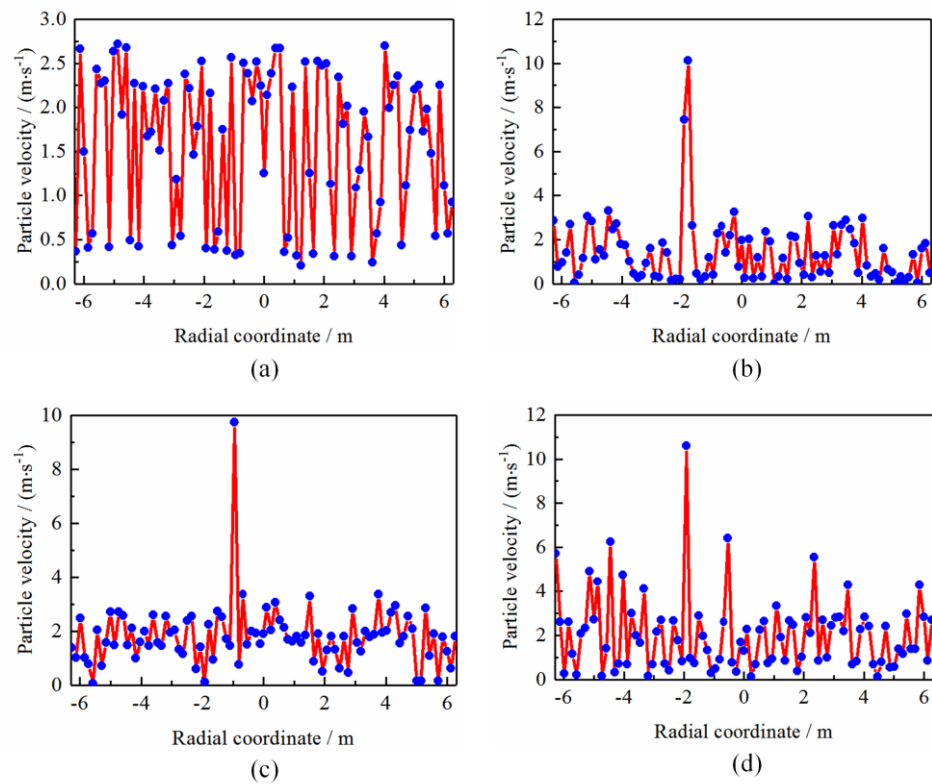 3.0
2.5
2.0
1.5
1.0
0.5
0.0
Particle velocity / (m·s⁻¹)
-6 -4 -2 0 2 4 6
Radial coordinate / m
(a)
12
10
8
6
4
2
0
Particle velocity / (m·s⁻¹)
-6 -4 -2 0 2 4 6
Radial coordinate / m
(b)
10
8
6
4
2
0
Particle velocity / (m·s⁻¹)
-6 -4 -2 0 2 4 6
Radial coordinate / m
(c)
12
10
8
6
4
2
0
Particle velocity / (m·s⁻¹)
-6 -4 -2 0 2 4 6
Radial coordinate / m
(d)